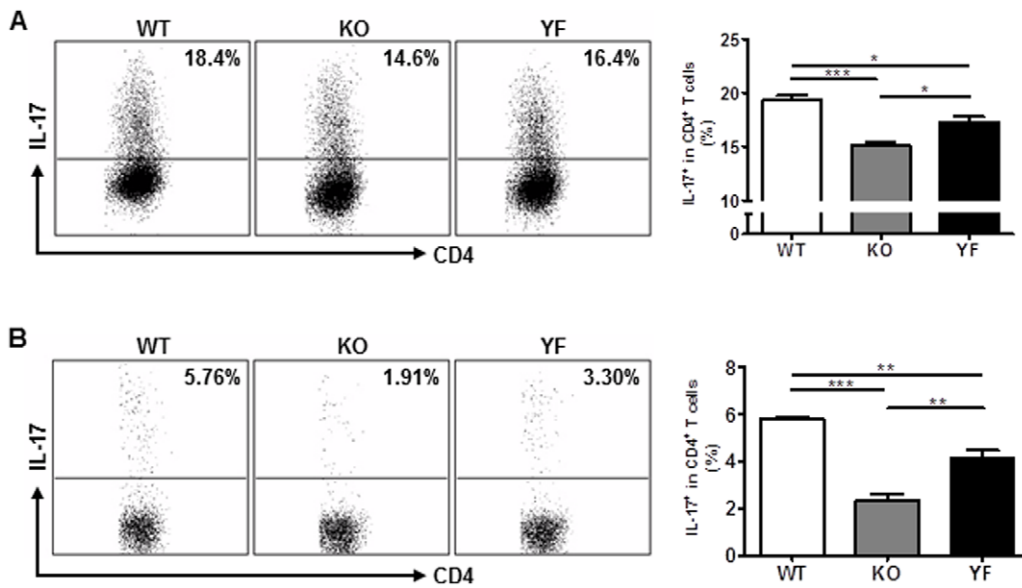 A
WT KO YF
18.4% 14.6% 16.4%
IL-17
CD4
25
20
15
10
0
IL-17⁺ in CD4⁺ T cells
(%)
*
***
*
WT KO YF
B
WT KO YF
5.76% 1.91% 3.30%
IL-17
CD4
8
6
4
2
0
IL-17⁺ in CD4⁺ T cells
(%)
**
***
**
WT KO YF